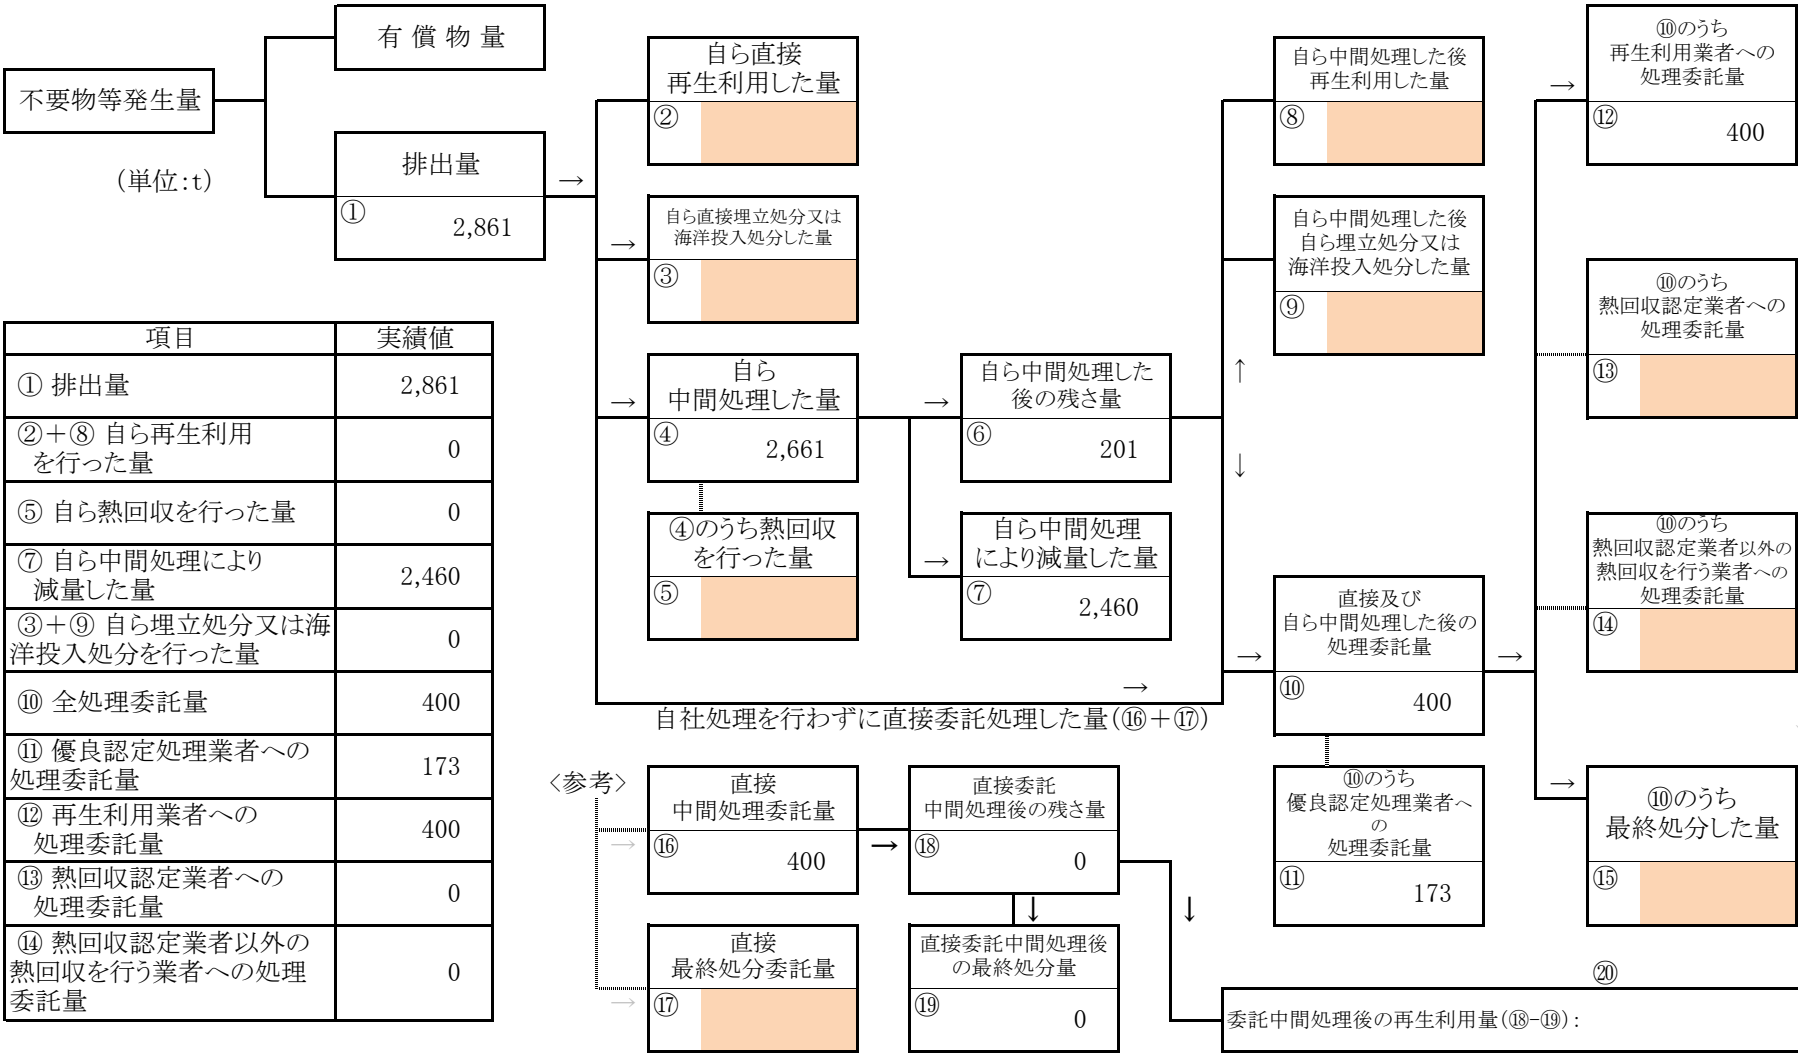 有 償 物 量
不要物等発生量
(単位:t)
排出量
①
2,861
→
自ら直接
再生利用した量
②
→
自ら直接埋立処分又は
海洋投入処分した量
③
→
自ら
中間処理した量
④
2,661
④のうち熱回収
を行った量
⑤
→
自ら中間処理した
後の残さ量
⑥
201
→
自ら中間処理
により減量した量
⑦
2,460
自ら中間処理した後
再生利用した量
⑧
自ら中間処理した後
自ら埋立処分又は
海洋投入処分した量
⑨
↑
↓
→
直接及び
自ら中間処理した後の
処理委託量
⑩
400
→
⑩のうち
優良認定処理業者へ
の
処理委託量
⑪
173
→
⑩のうち
再生利用業者への
処理委託量
⑫
400
⑩のうち
熱回収認定業者への
処理委託量
⑬
⑩のうち
熱回収認定業者以外の
熱回収を行う業者への
処理委託量
⑭
→
⑩のうち
最終処分した量
⑮
→
自社処理を行わずに直接委託処理した量(⑯+⑰)
<参考>
→
直接
中間処理委託量
⑯
400
→
直接
最終処分委託量
⑰
→
直接委託
中間処理後の残さ量
⑱
0
↓
直接委託中間処理後
の最終処分量
⑲
0
↓
⑳
委託中間処理後の再生利用量(⑱-⑲):
項目 実績値
① 排出量 2,861
②+⑧ 自ら再生利用
を行った量 0
⑤ 自ら熱回収を行った量 0
⑦ 自ら中間処理により
減量した量 2,460
③+⑨ 自ら埋立処分又は海
洋投入処分を行った量 0
⑩ 全処理委託量 400
⑪ 優良認定処理業者への
処理委託量 173
⑫ 再生利用業者への
処理委託量 400
⑬ 熱回収認定業者への
処理委託量 0
⑭ 熱回収認定業者以外の
熱回収を行う業者への処理
委託量 0